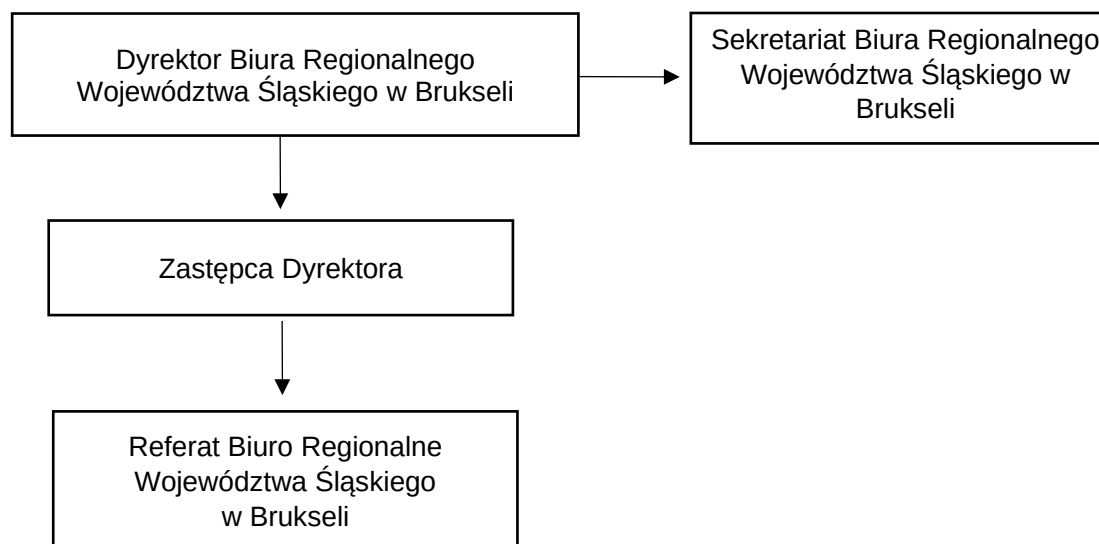 Dyrektor Biura Regionalnego
Województwa Śląskiego w Brukseli
Sekretariat Biura Regionalnego
Województwa Śląskiego w
Brukseli
Zastępca Dyrektora
Referat Biuro Regionalne
Województwa Śląskiego
w Brukseli